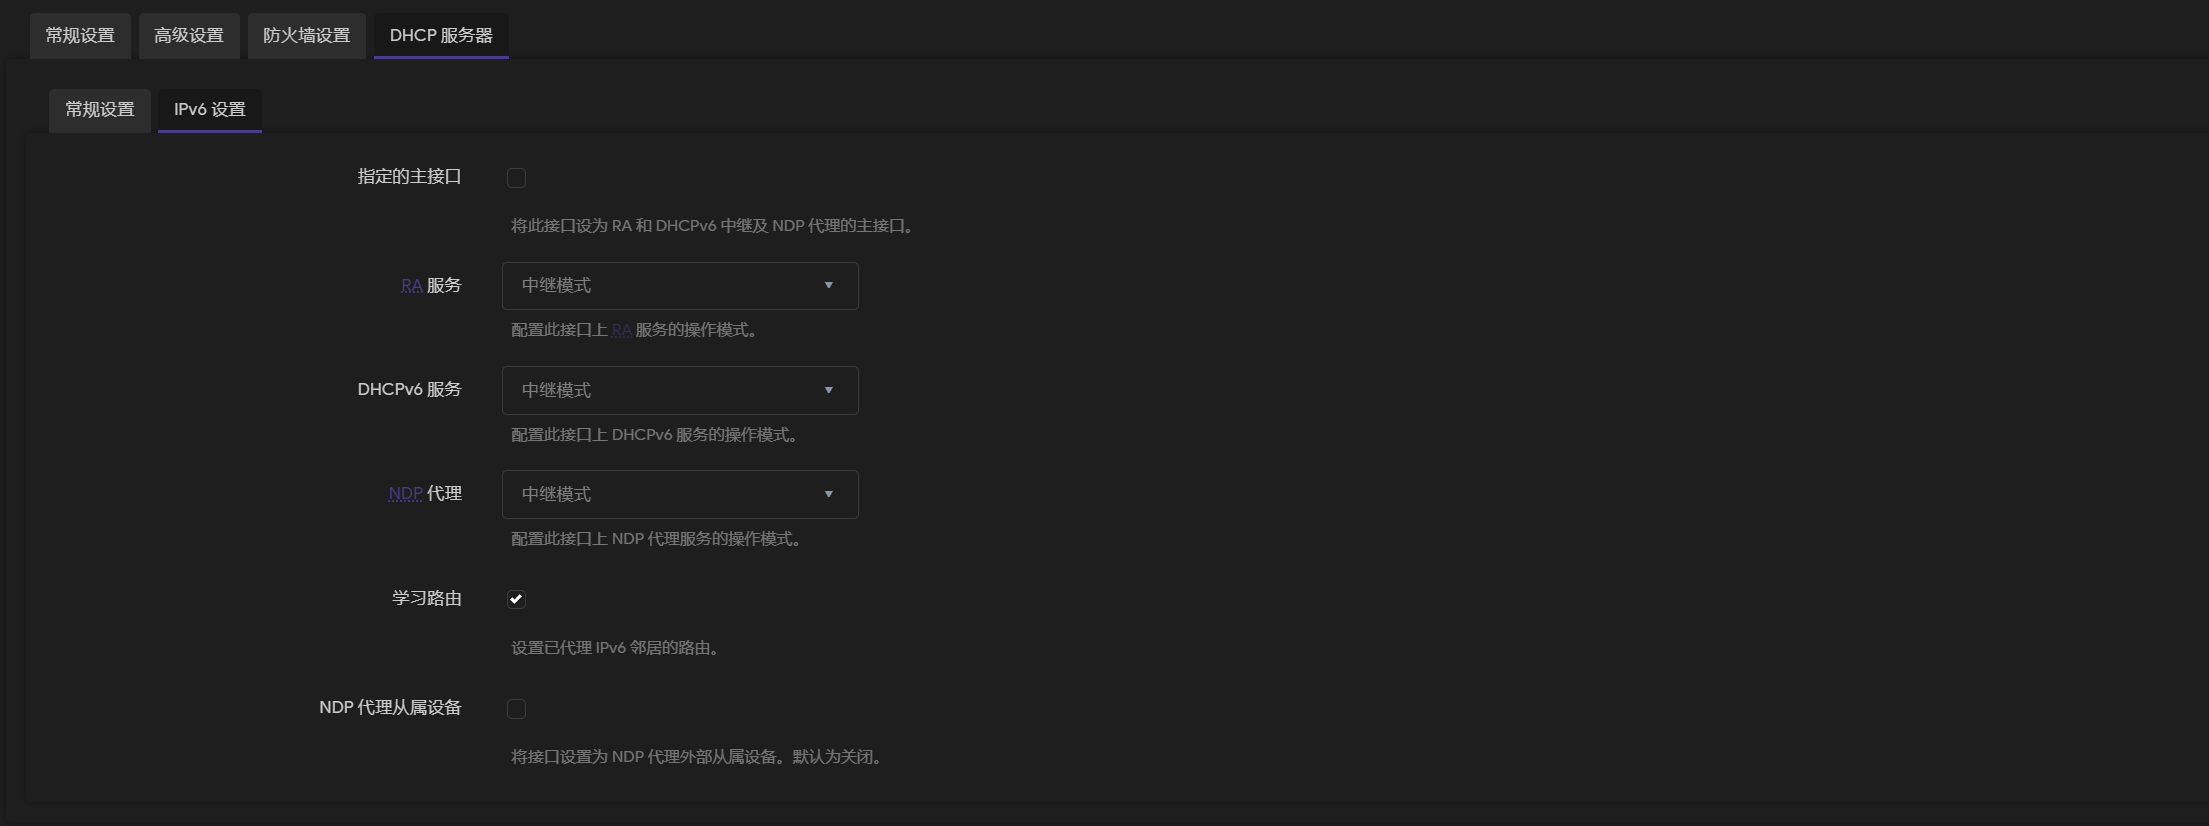 常规设置 高级设置 防火墙设置 DHCP 服务器
常规设置 IPv6 设置
指定的主接口
将此接口设为 RA 和 DHCPv6 中继及 NDP 代理的主接口。
RA 服务 中继模式
配置此接口上 RA 服务的操作模式。
DHCPv6 服务 中继模式
配置此接口上 DHCPv6 服务的操作模式。
NDP 代理 中继模式
配置此接口上 NDP 代理服务的操作模式。
学习路由
设置已代理 IPv6 邻居的路由。
NDP 代理从属设备
将接口设置为 NDP 代理外部从属设备。默认为关闭。